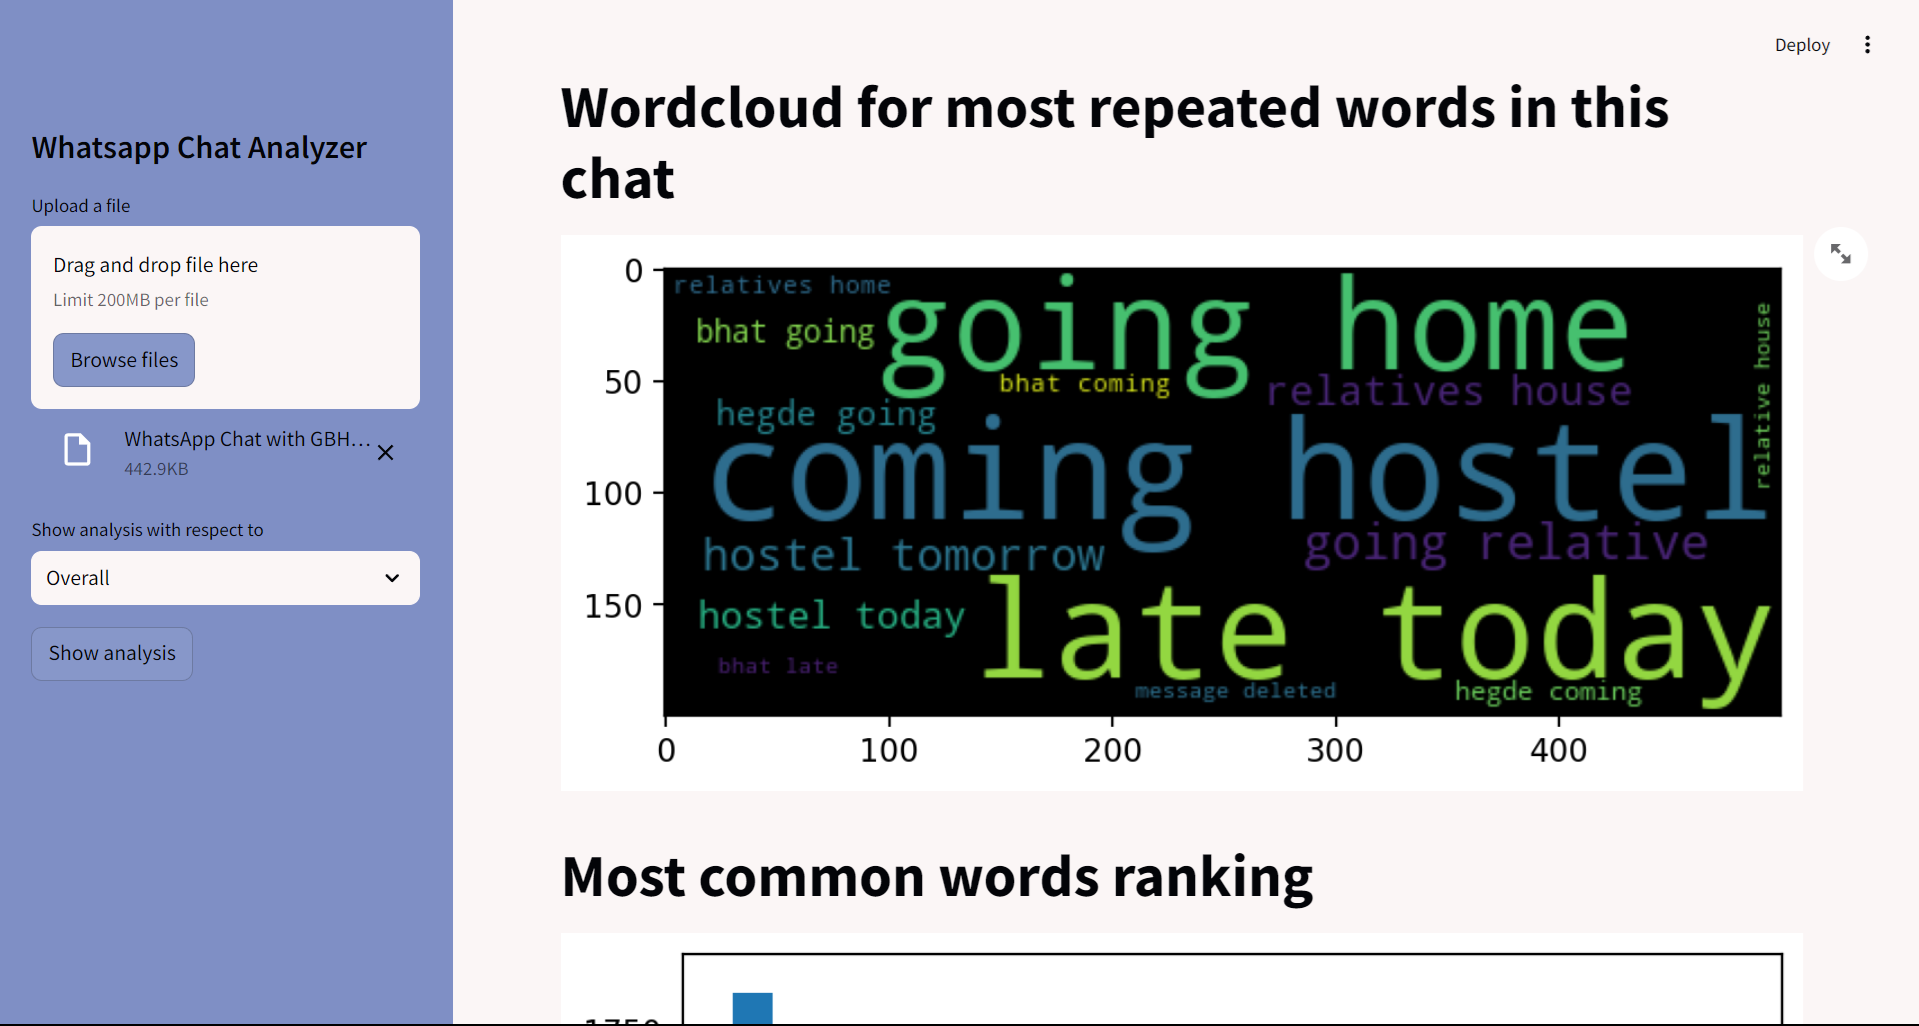 Deploy
Whatsapp Chat Analyzer
Upload a file
Drag and drop file here
Limit 200MB per file
Browse files
WhatsApp Chat with GBH...
442.9KB
Show analysis with respect to
Overall
Show analysis
Wordcloud for most repeated words in this
chat
0
50
100
150
relatives home
going home
bhat going
bhat coming
relatives house
relative house
hegde going
coming hostel
going relative
hostel tomorrow
late today
hostel today
bhat late
message deleted
hegde coming
0
100
200
300
400
Most common words ranking
1750